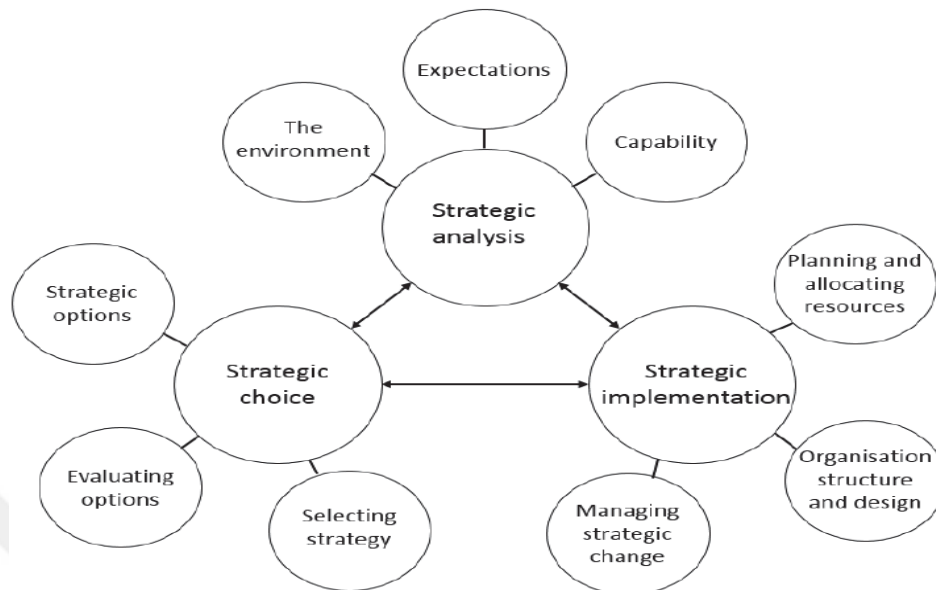 Expectations
The
environment
Capability
Strategic
analysis
Planning and
allocating
resources
Strategic
options
Strategic
choice
Strategic
implementation
Evaluating
options
Selecting
strategy
Managing
strategic
change
Organisation
structure
and design